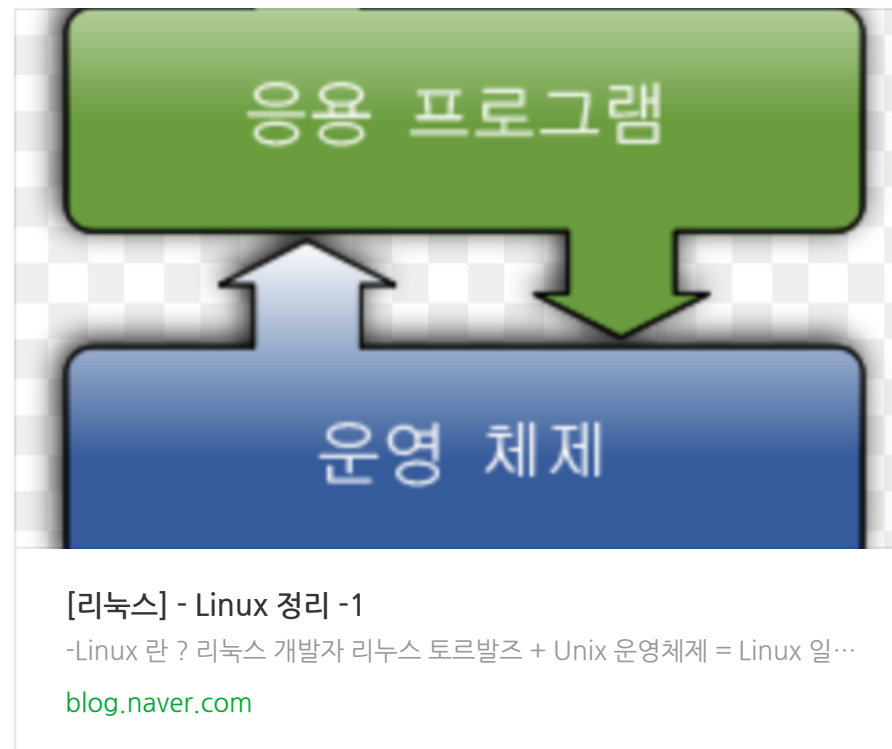 응용 프로그램
운영 체제
[리눅스] - Linux 정리 -1
-Linux 란 ? 리눅스 개발자 리누스 토르발즈 + Unix 운영체제 = Linux 일…
blog.naver.com